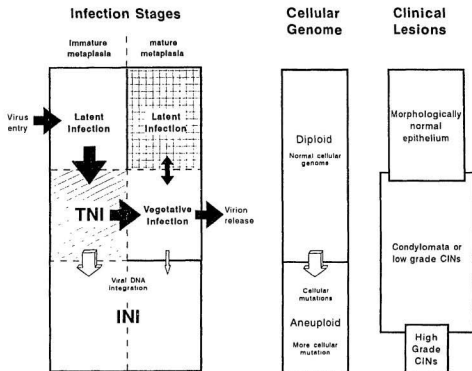 Infection Stages
Immature
metaplasia
mature
metaplasia
Virus
entry
Latent
Infection
Latent
Infection
TNI
Vegetative
Infection
Virion
release
Viral DNA
integration
INI
Cellular
Genome
Diploid
Normal cellular
genoms
Cellular
mutations
Aneuploid
More cellular
mutation
Clinical
Lesions
Morphologically
normal
epithelium
Condylomata or
low grade CINs
High
Grade
CINs